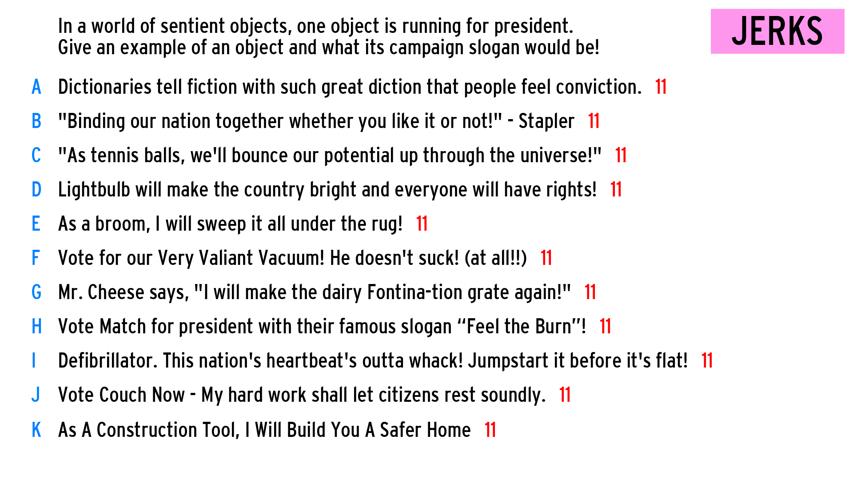 In a world of sentient objects, one object is running for president.
Give an example of an object and what its campaign slogan would be!
JERKS
A Dictionaries tell fiction with such great diction that people feel conviction. 11
B "Binding our nation together whether you like it or not!" - Stapler 11
C "As tennis balls, we'll bounce our potential up through the universe!" 11
D Lightbulb will make the country bright and everyone will have rights! 11
E As a broom, I will sweep it all under the rug! 11
F Vote for our Very Valiant Vacuum! He doesn't suck! (at all!!) 11
G Mr. Cheese says, "I will make the dairy Fontina-tion grate again!" 11
H Vote Match for president with their famous slogan “Feel the Burn”! 11
I Defibrillator. This nation's heartbeat's outta whack! Jumpstart it before it's flat! 11
J Vote Couch Now - My hard work shall let citizens rest soundly. 11
K As A Construction Tool, I Will Build You A Safer Home 11